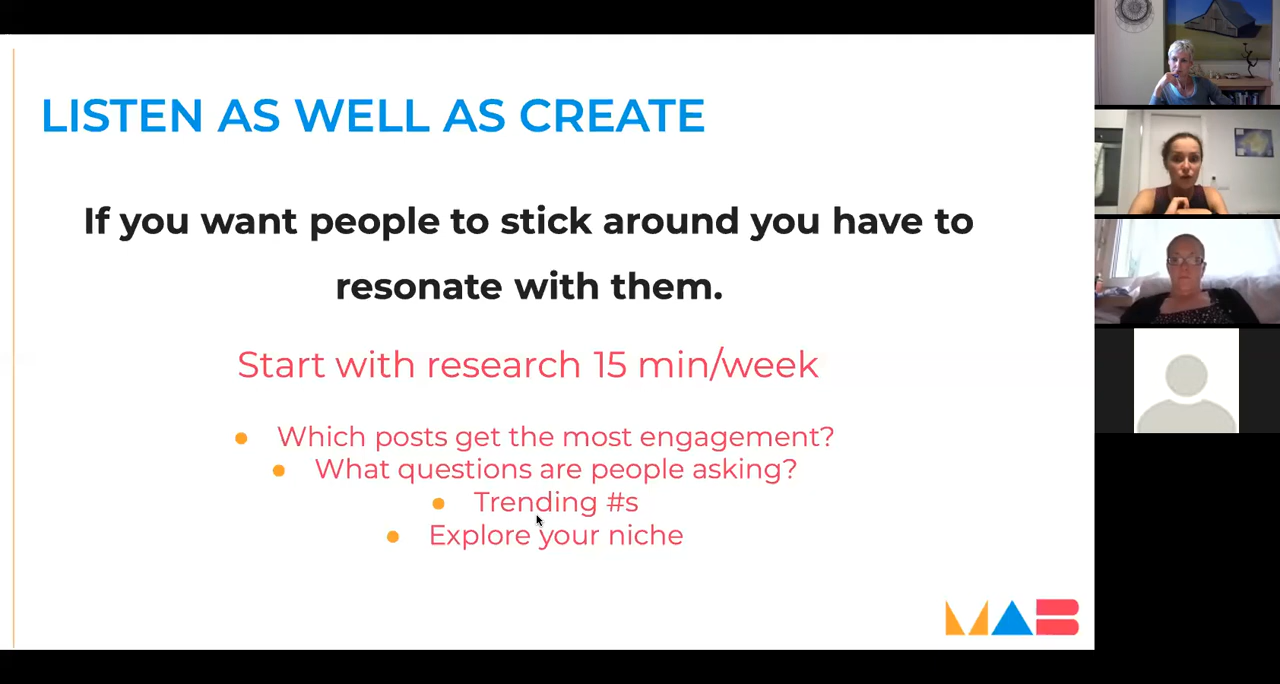 LISTEN AS WELL AS CREATE
If you want people to stick around you have to
resonate with them.
Start with research 15 min/week
Which posts get the most engagement?
What questions are people asking?
Trending #s
Explore your niche
MAB